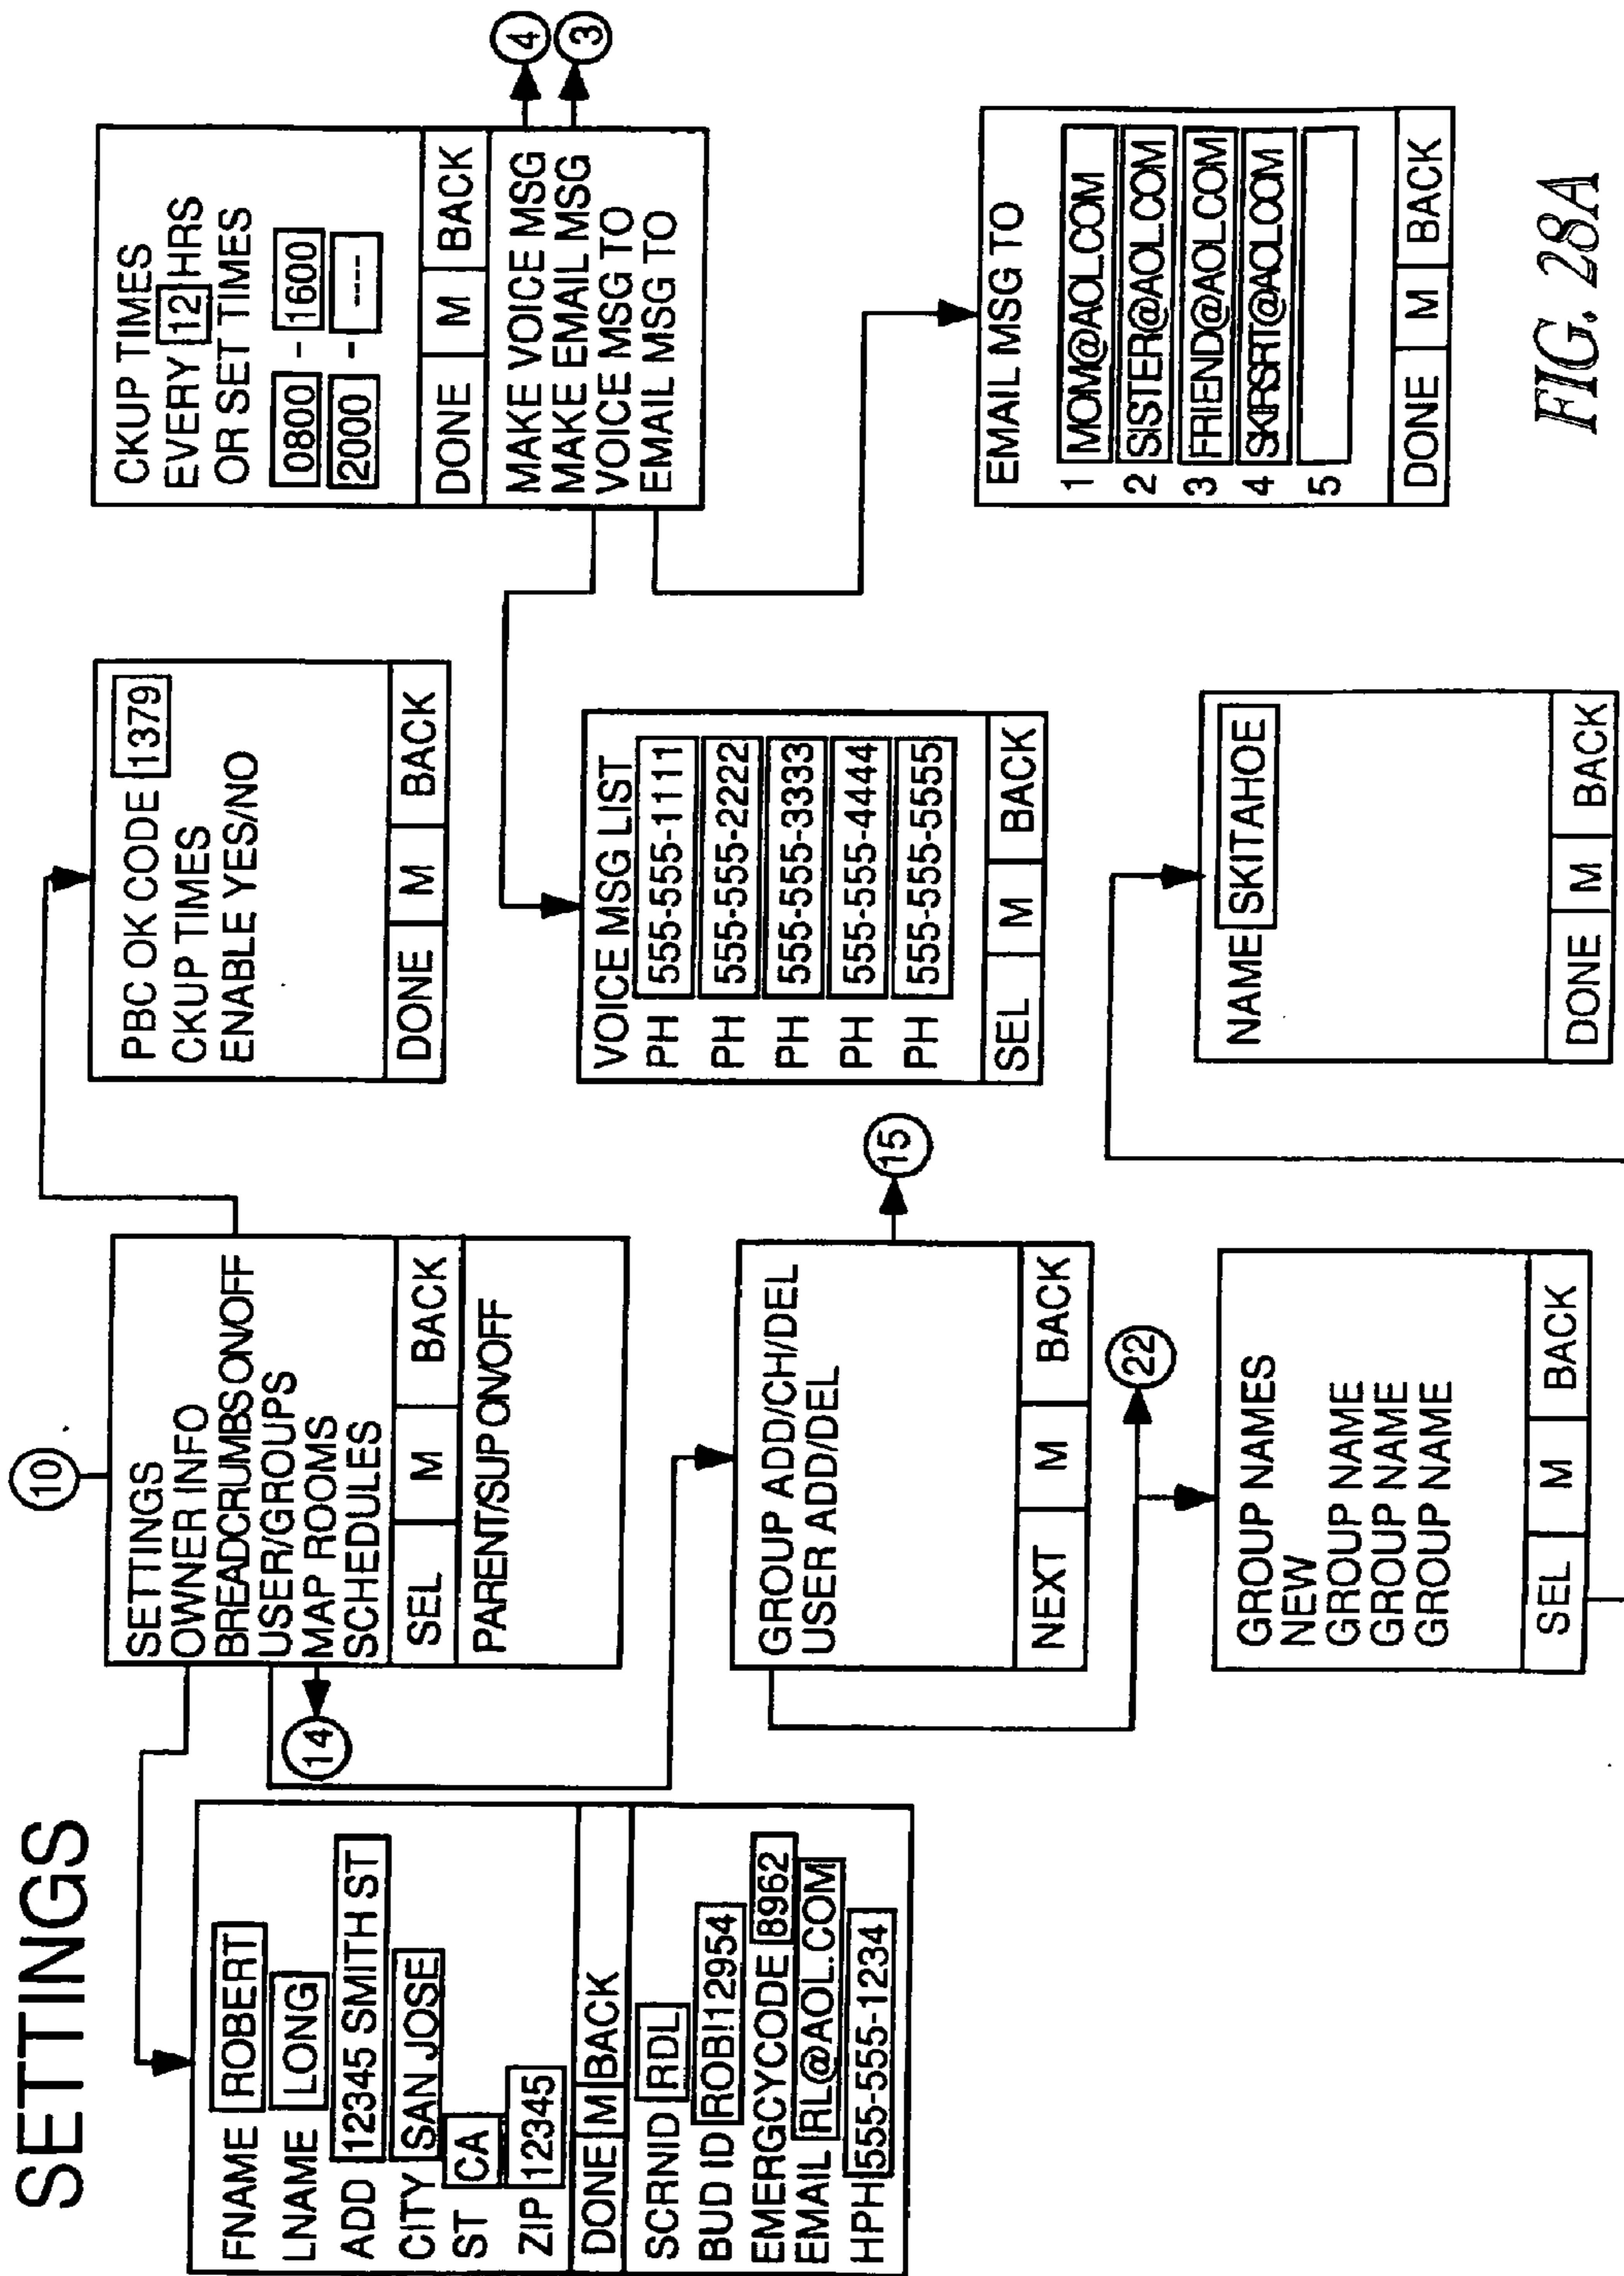 SETTINGS
10
SETTINGS
OWNER INFO
BREADCRUMBS ON/OFF
USER/GROUPS
MAP ROOMS
SCHEDULES
SEL M BACK
PARENT/SUP ON/OFF
14
FNAME ROBERT
LNAME LONG
ADD 12345 SMITH ST
CITY SAN JOSE
ST CA
ZIP 12345
DONE M BACK
SCRNID RDL
BUD ID ROB!12954
EMERGCYCODE 8962
EMAIL RL@AOL.COM
HPH 555-555-1234
GROUP ADD/CH/DEL
USER ADD/DEL
NEXT M BACK
15
22
GROUP NAMES
NEW
GROUP NAME
GROUP NAME
GROUP NAME
SEL M BACK
PBC OK CODE 1379
CKUP TIMES
ENABLE YES/NO
DONE M BACK
VOICE MSG LIST
PH 555-555-1111
PH 555-555-2222
PH 555-555-3333
PH 555-555-4444
PH 555-555-5555
SEL M BACK
NAME SKITAHOE
DONE M BACK
CKUP TIMES
EVERY 12 HRS
OR SET TIMES
0800 - 1600
2000 - ----
DONE M BACK
MAKE VOICE MSG
MAKE EMAIL MSG
VOICE MSG TO
EMAIL MSG TO
4
3
EMAIL MSG TO
1 MOM@AOL.COM
2 SISTER@AOL.COM
3 FRIEND@AOL.COM
4 SKIRSRT@AOL.COM
5
DONE M BACK
FIG. 28A